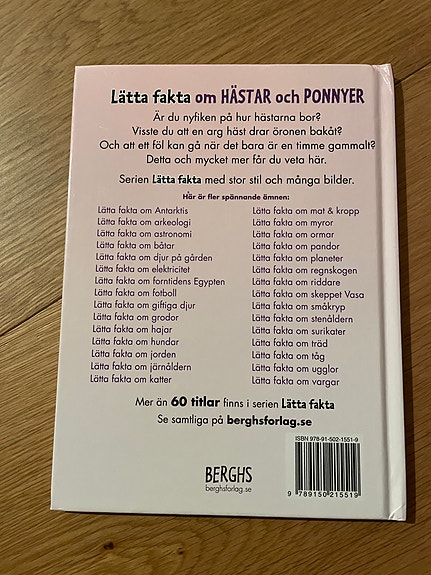 Lätta fakta om HÄSTAR och PONNYER
Är du nyfiken på hur hästarna bor?
Visste du att en arg häst drar öronen bakåt?
Och att ett föl kan gå när det bara är en timme gammalt?
Detta och mycket mer får du veta här.
Serien Lätta fakta med stor stil och många bilder.
Här är fler spännande ämnen:
Lätta fakta om Antarktis
Lätta fakta om arkeologi
Lätta fakta om astronomi
Lätta fakta om båtar
Lätta fakta om djur på gården
Lätta fakta om elektricitet
Lätta fakta om forntidens Egypten
Lätta fakta om fotboll
Lätta fakta om giftiga djur
Lätta fakta om grodor
Lätta fakta om hajar
Lätta fakta om hundar
Lätta fakta om jorden
Lätta fakta om järnåldern
Lätta fakta om katter
Lätta fakta om mat & kropp
Lätta fakta om myror
Lätta fakta om ormar
Lätta fakta om pandor
Lätta fakta om planeter
Lätta fakta om regnskogen
Lätta fakta om riddare
Lätta fakta om skeppet Vasa
Lätta fakta om småkryp
Lätta fakta om stenåldern
Lätta fakta om surikater
Lätta fakta om träd
Lätta fakta om tåg
Lätta fakta om ugglor
Lätta fakta om vargar
Mer än 60 titlar finns i serien Lätta fakta
Se samtliga på berghsforlag.se
ISBN 978-91-502-1551-9
9 789150 215519
BERGHS
berghsforlag.se